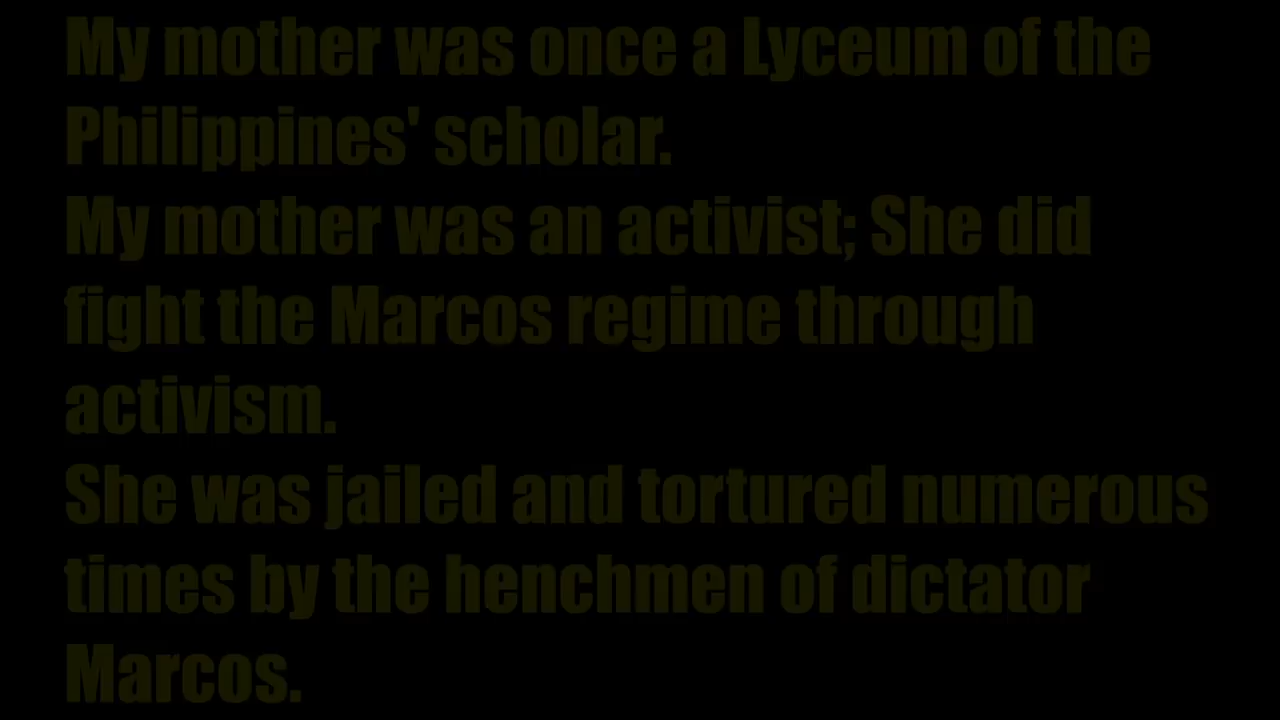 My mother was once a Lyceum of the
Philippines' scholar.
My mother was an activist; She did
fight the Marcos regime through
activism.
She was jailed and tortured numerous
times by the henchmen of dictator
Marcos.